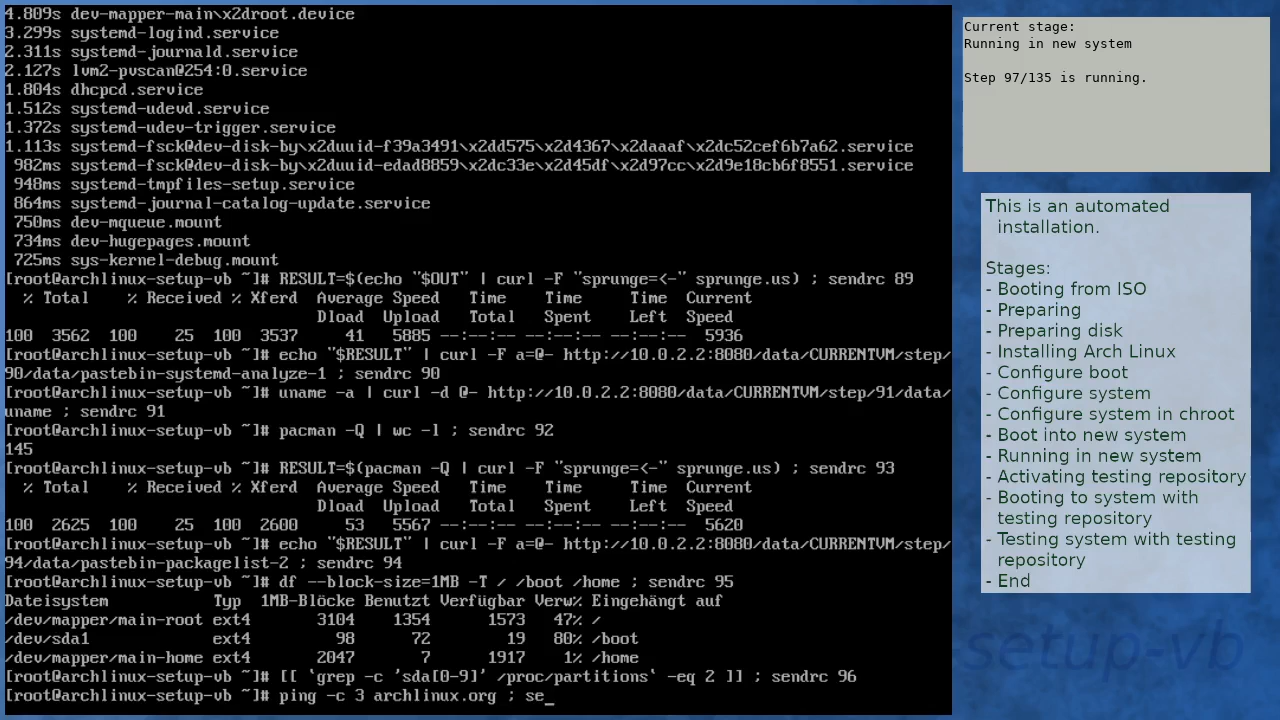 4.809s dev-mapper-main\x2droot.device
3.299s systemd-logind.service
2.311s systemd-journald.service
2.127s lvm2-pvscan@254:0.service
1.804s dhcpcd.service
1.512s systemd-udevd.service
1.372s systemd-udev-trigger.service
1.113s systemd-fsck@dev-disk-by\x2duuid-f39a3491\x2dd575\x2d4367\x2daaaf\x2dc52cef6b7a62.service
982ms systemd-fsck@dev-disk-by\x2duuid-edad8859\x2dc33e\x2d45df\x2d97cc\x2d9e18cb6f8551.service
948ms systemd-tmpfiles-setup.service
864ms systemd-journal-catalog-update.service
750ms dev-mqueue.mount
734ms dev-hugepages.mount
725ms sys-kernel-debug.mount
[root@archlinux-setup-vb ~]# RESULT=$(echo "$OUT" | curl -F "sprunge=<-" sprunge.us) ; sendrc 89
% Total    % Received % Xferd  Average Speed   Time    Time     Time  Current
Dload  Upload   Total   Spent    Left  Speed
100  3562  100    25  100  3537     41   5885 --:--:-- --:--:-- --:--:--  5936
[root@archlinux-setup-vb ~]# echo "$RESULT" | curl -F a=@- http://10.0.2.2:8080/data/CURRENTVM/step/
90/data/pastebin-systemd-analyze-1 ; sendrc 90
[root@archlinux-setup-vb ~]# uname -a | curl -d @- http://10.0.2.2:8080/data/CURRENTVM/step/91/data/
uname ; sendrc 91
[root@archlinux-setup-vb ~]# pacman -Q | wc -l ; sendrc 92
145
[root@archlinux-setup-vb ~]# RESULT=$(pacman -Q | curl -F "sprunge=<-" sprunge.us) ; sendrc 93
% Total    % Received % Xferd  Average Speed   Time    Time     Time  Current
Dload  Upload   Total   Spent    Left  Speed
100  2625  100    25  100  2600     53   5567 --:--:-- --:--:-- --:--:--  5620
[root@archlinux-setup-vb ~]# echo "$RESULT" | curl -F a=@- http://10.0.2.2:8080/data/CURRENTVM/step/
94/data/pastebin-packagelist-2 ; sendrc 94
[root@archlinux-setup-vb ~]# df --block-size=1MB -T / /boot /home ; sendrc 95
Dateisystem           Typ  1MB-Blöcke Benutzt Verfügbar Verw% Eingehängt auf
/dev/mapper/main-root ext4       3104    1354      1573   47% /
/dev/sda1             ext4         98      72        19   80% /boot
/dev/mapper/main-home ext4       2047       7      1917    1% /home
[root@archlinux-setup-vb ~]# [[ `grep -c 'sda[0-9]' /proc/partitions` -eq 2 ]] ; sendrc 96
[root@archlinux-setup-vb ~]# ping -c 3 archlinux.org ; se_
Current stage:
Running in new system
Step 97/135 is running.
This is an automated
installation.
Stages:
- Booting from ISO
- Preparing
- Preparing disk
- Installing Arch Linux
- Configure boot
- Configure system
- Configure system in chroot
- Boot into new system
- Running in new system
- Activating testing repository
- Booting to system with
testing repository
- Testing system with testing
repository
- End
setup-vb